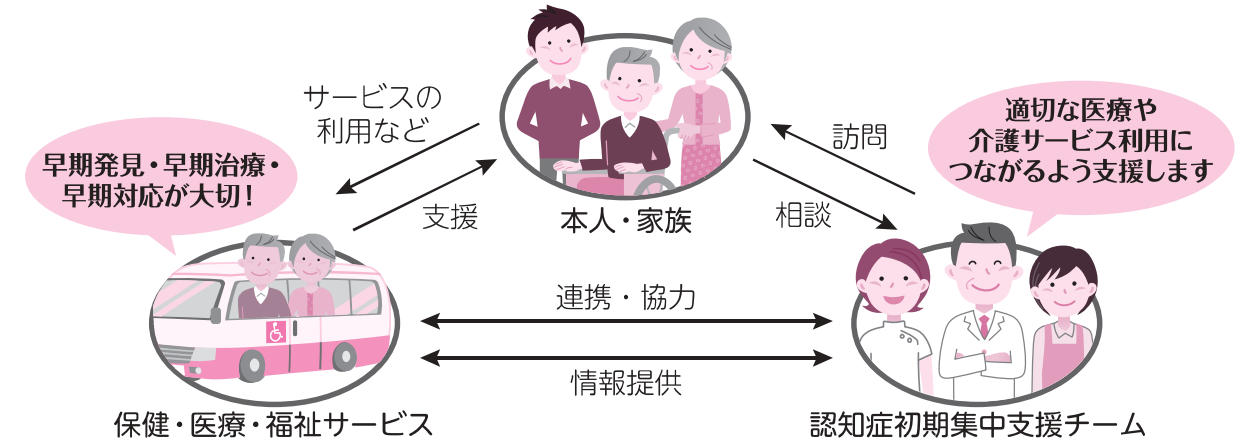 サービスの
利用など
適切な医療や
介護サービス利用に
つながるよう支援します
早期発見・早期治療・
早期対応が大切！
訪問
支援
本人・家族
相談
連携・協力
情報提供
保健・医療・福祉サービス
認知症初期集中支援チーム